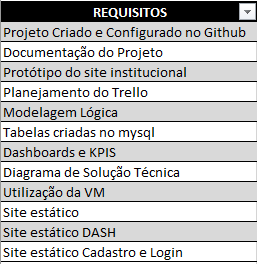 REQUISITOS
Projeto Criado e Configurado no Github
Documentação do Projeto
Protótipo do site institucional
Planejamento do Trello
Modelagem Lógica
Tabelas criadas no mysql
Dashboards e KPIS
Diagrama de Solução Técnica
Utilização da VM
Site estático
Site estático DASH
Site estático Cadastro e Login